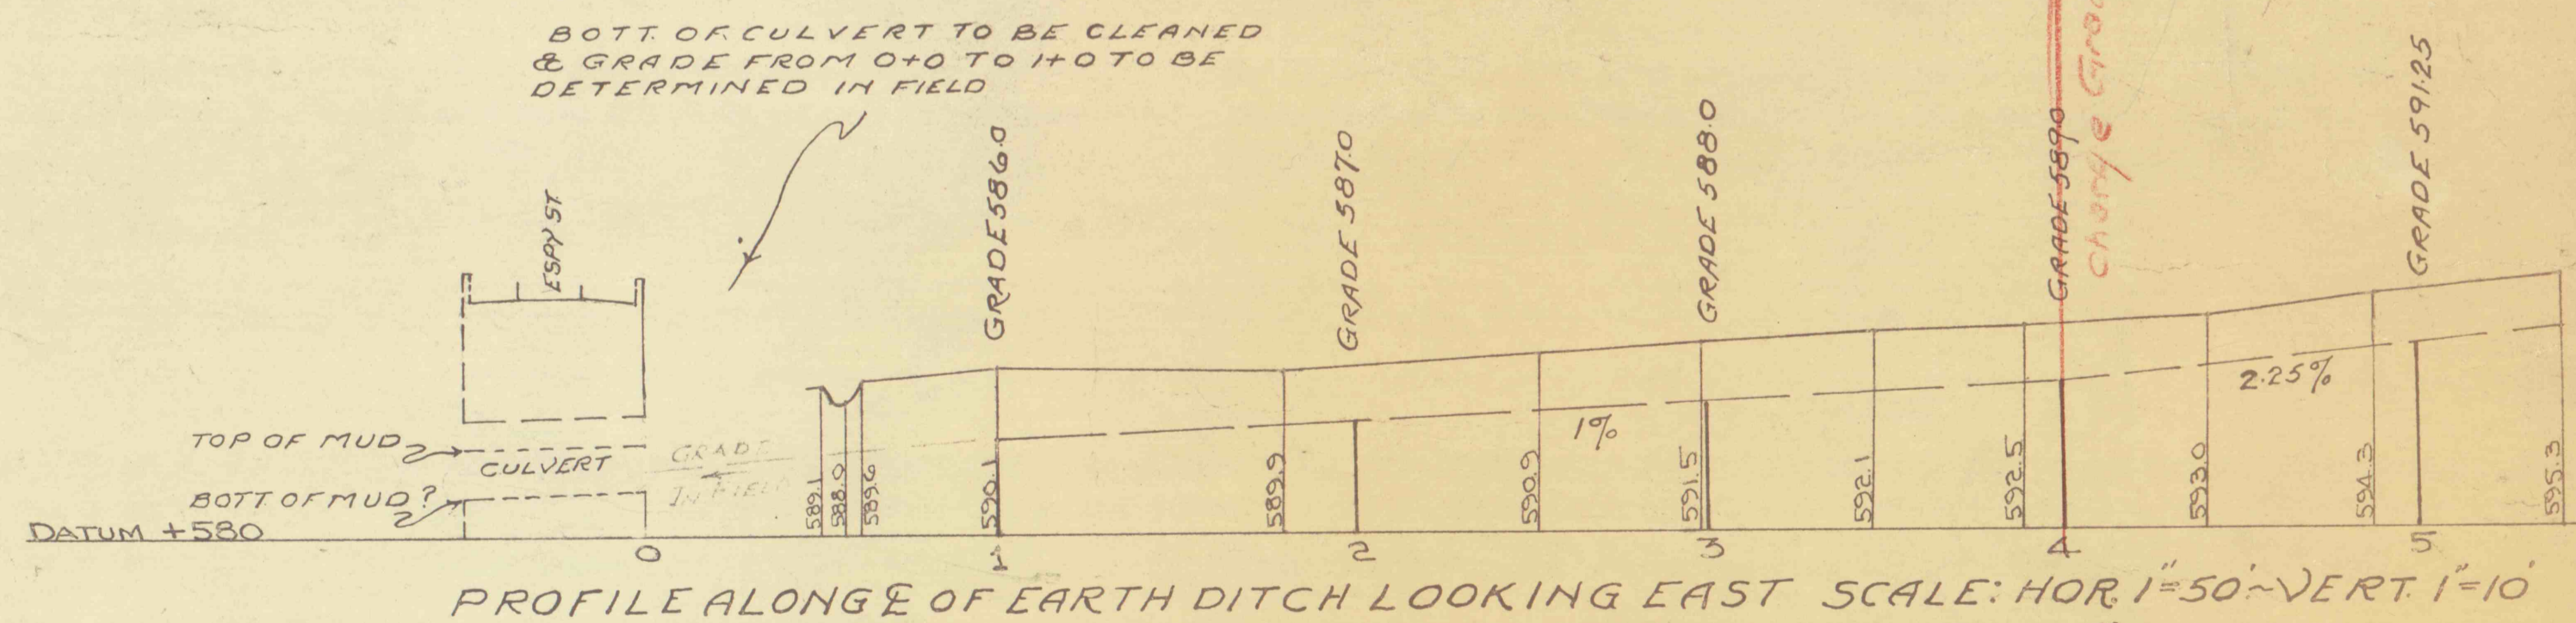 BOTT. OF CULVERT TO BE CLEANED
& GRADE FROM 0+0 TO 1+0 TO BE
DETERMINED IN FIELD
ESPY ST
GRADE 586.0
GRADE 587.0
GRADE 588.0
GRADE 589.0
Change
GRADE 591.25
TOP OF MUD
CULVERT
BOTT OF MUD?
GRADE
IN FIELD
1%
2.25%
589.1
588.0
589.6
590.1
589.9
590.9
591.5
592.1
592.5
593.0
594.3
595.3
DATUM +580
0
1
2
3
4
5
PROFILE ALONG ℄ OF EARTH DITCH LOOKING EAST SCALE: HOR. 1"=50'~VERT. 1"=10'